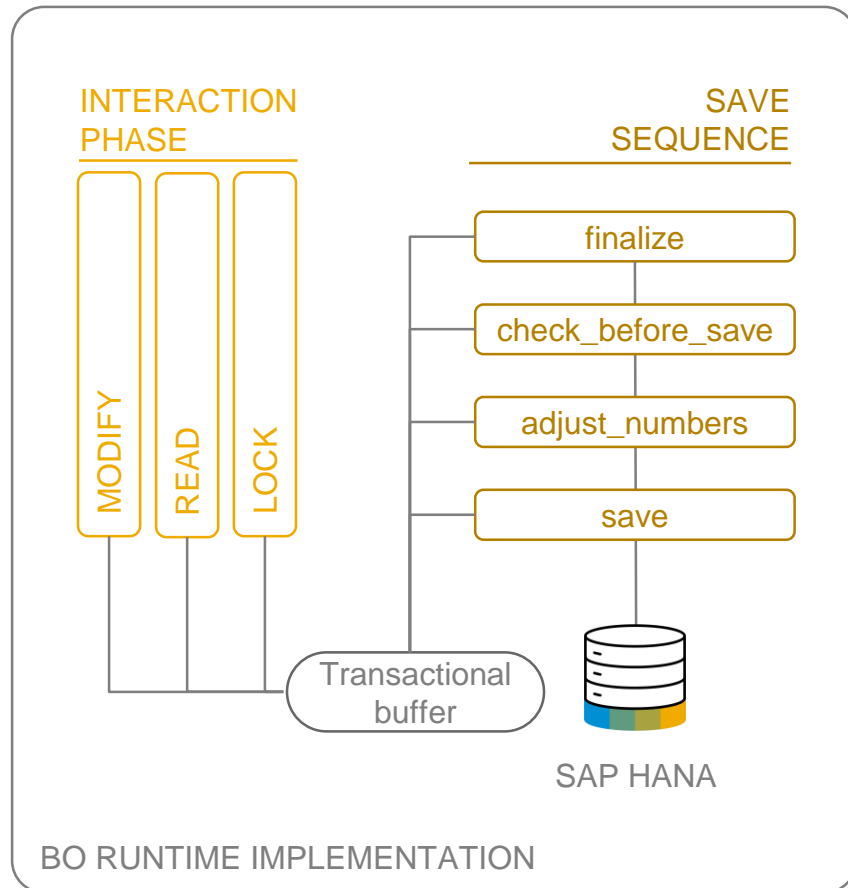 INTERACTION
PHASE
SAVE
SEQUENCE
MODIFY
READ
LOCK
finalize
check_before_save
adjust_numbers
save
Transactional
buffer
SAP HANA
BO RUNTIME IMPLEMENTATION